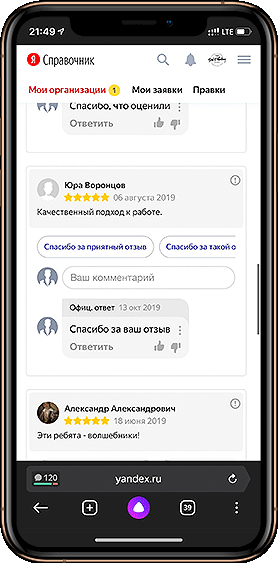 21:49
LTE
Я Справочник
Мои организации 1 Мои заявки Правки
Спасибо, что оценили
Ответить
Юра Воронцов
06 августа 2019
Качественный подход к работе.
Спасибо за приятный отзыв Спасибо за такой о
Ваш комментарий
Офиц. ответ 13 окт 2019
Спасибо за ваш отзыв
Ответить
Александр Александрович
18 июня 2019
Эти ребята - волшебники!
120 yandex.ru
39